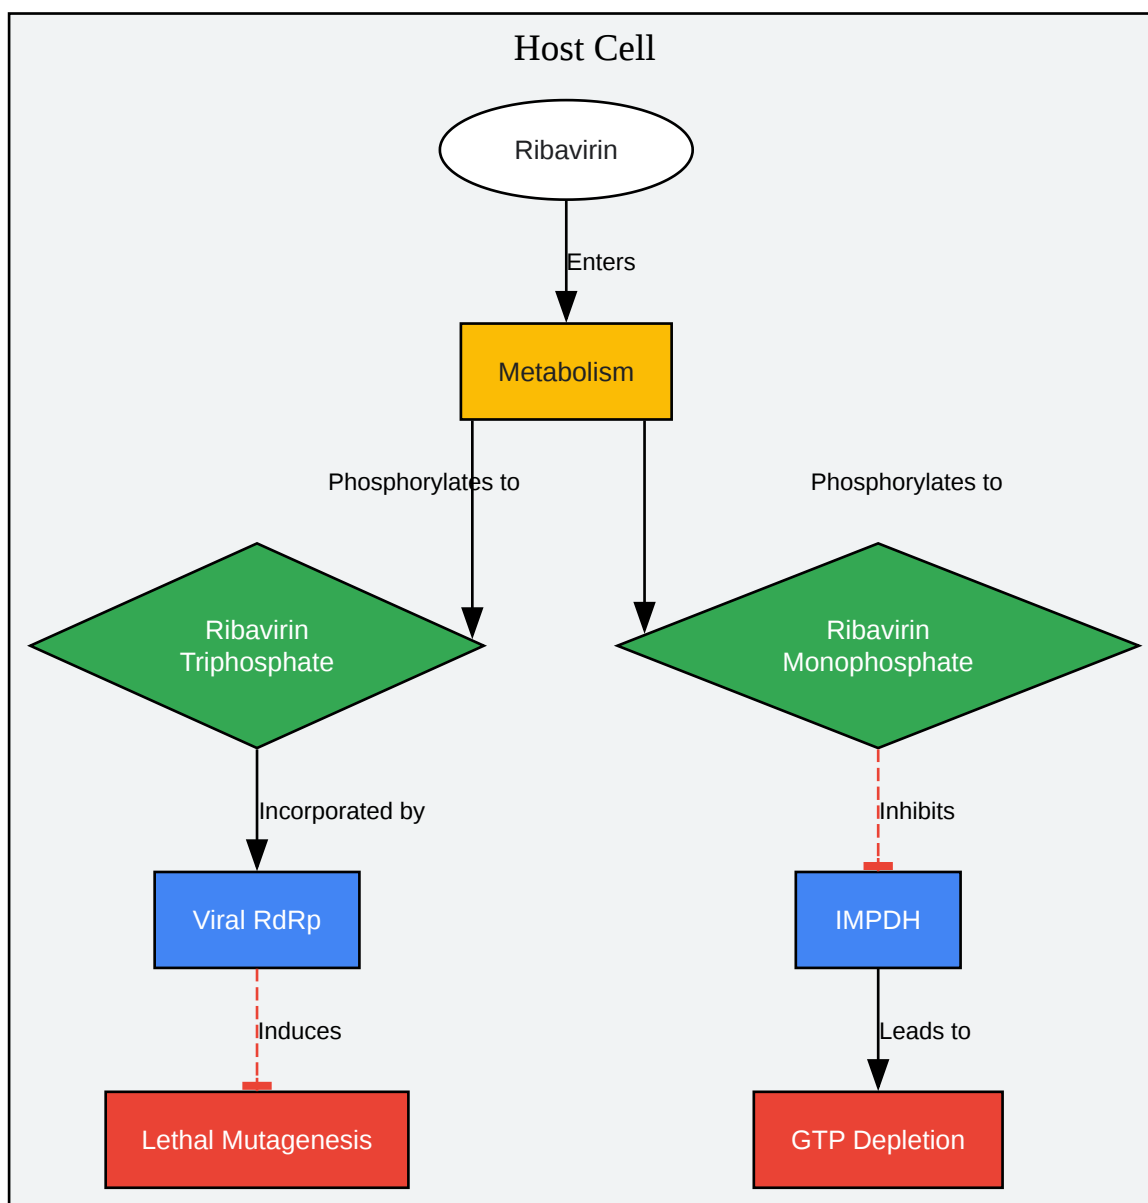 Host Cell
Ribavirin
Enters
Metabolism
Phosphorylates to
Phosphorylates to
Ribavirin
Triphosphate
Ribavirin
Monophosphate
Incorporated by
Inhibits
Viral RdRp
IMPDH
Induces
Leads to
Lethal Mutagenesis
GTP Depletion